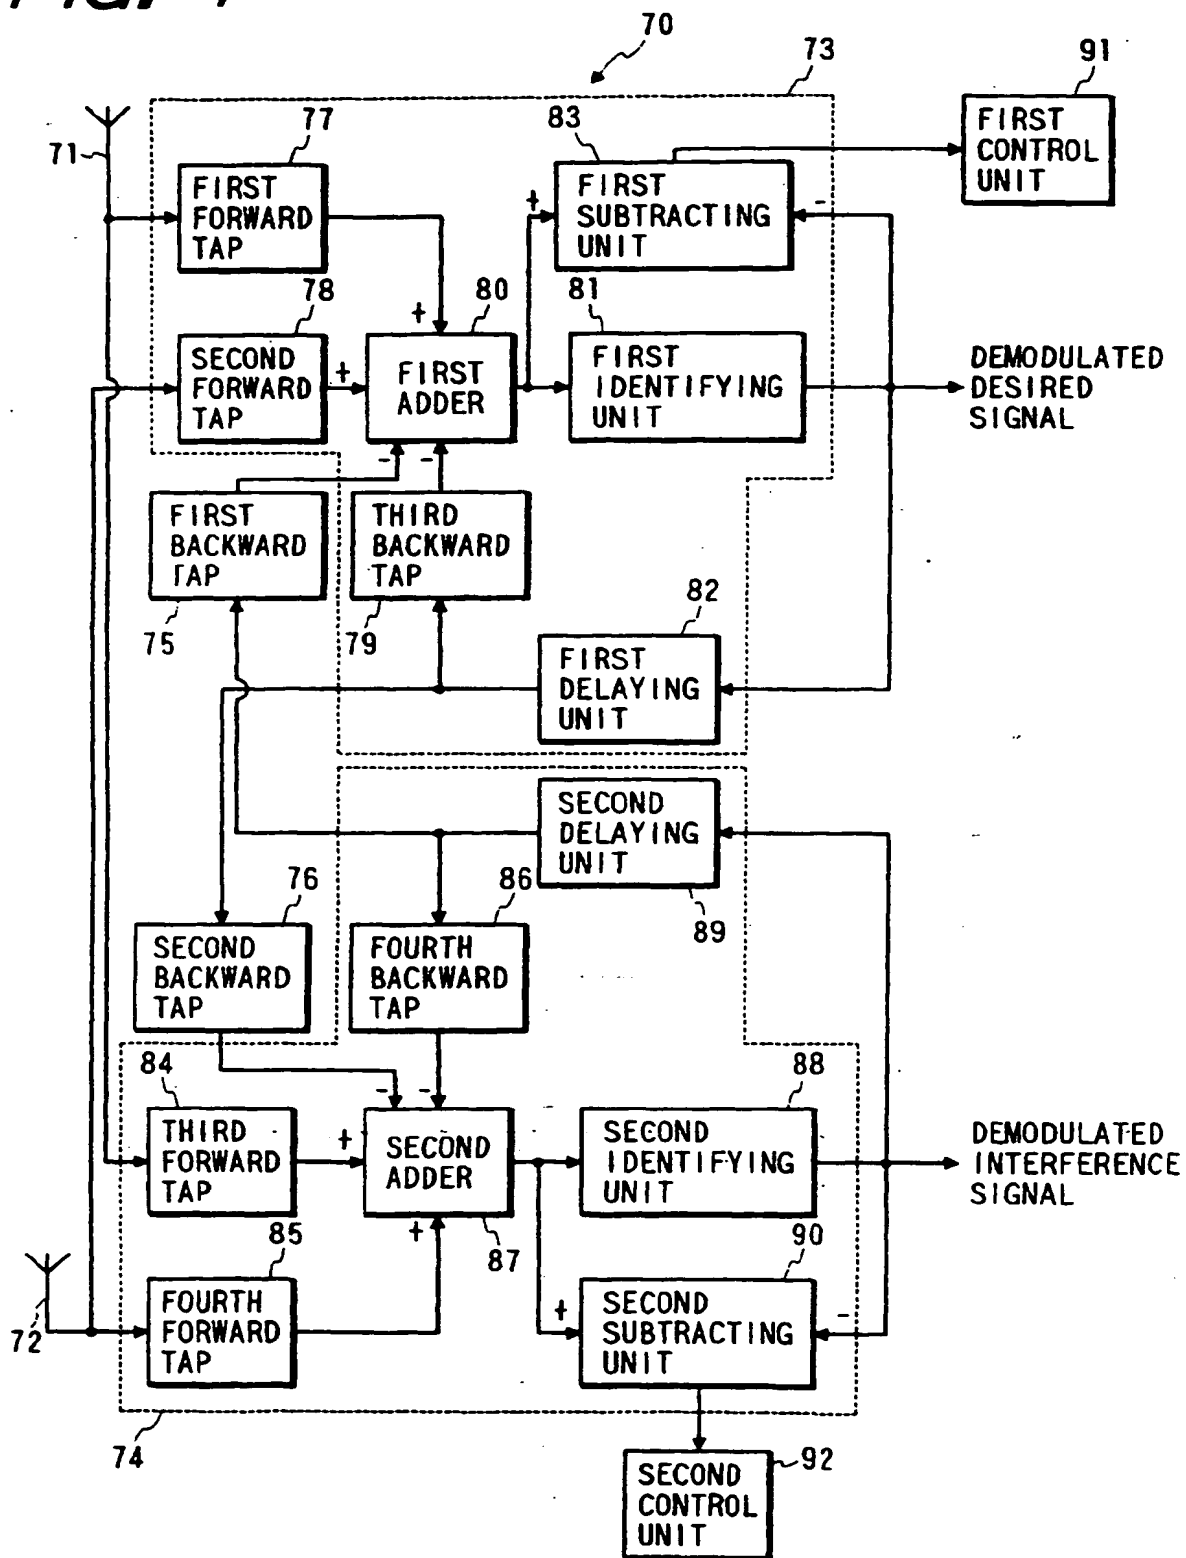 70
73
91
71
77
83
FIRST
CONTROL
UNIT
FIRST
FORWARD
TAP
+
FIRST
SUBTRACTING
UNIT
-
78
+
80
81
SECOND
FORWARD
TAP
+
FIRST
ADDER
FIRST
IDENTIFYING
UNIT
DEMODULATED
DESIRED
SIGNAL
-
-
FIRST
BACKWARD
TAP
THIRD
BACKWARD
TAP
75
79
82
FIRST
DELAYING
UNIT
SECOND
DELAYING
UNIT
76
86
89
SECOND
BACKWARD
TAP
FOURTH
BACKWARD
TAP
84
-
-
88
THIRD
FORWARD
TAP
+
SECOND
ADDER
SECOND
IDENTIFYING
UNIT
DEMODULATED
INTERFERENCE
SIGNAL
85
+
87
90
72
FOURTH
FORWARD
TAP
+
SECOND
SUBTRACTING
UNIT
-
74
92
SECOND
CONTROL
UNIT